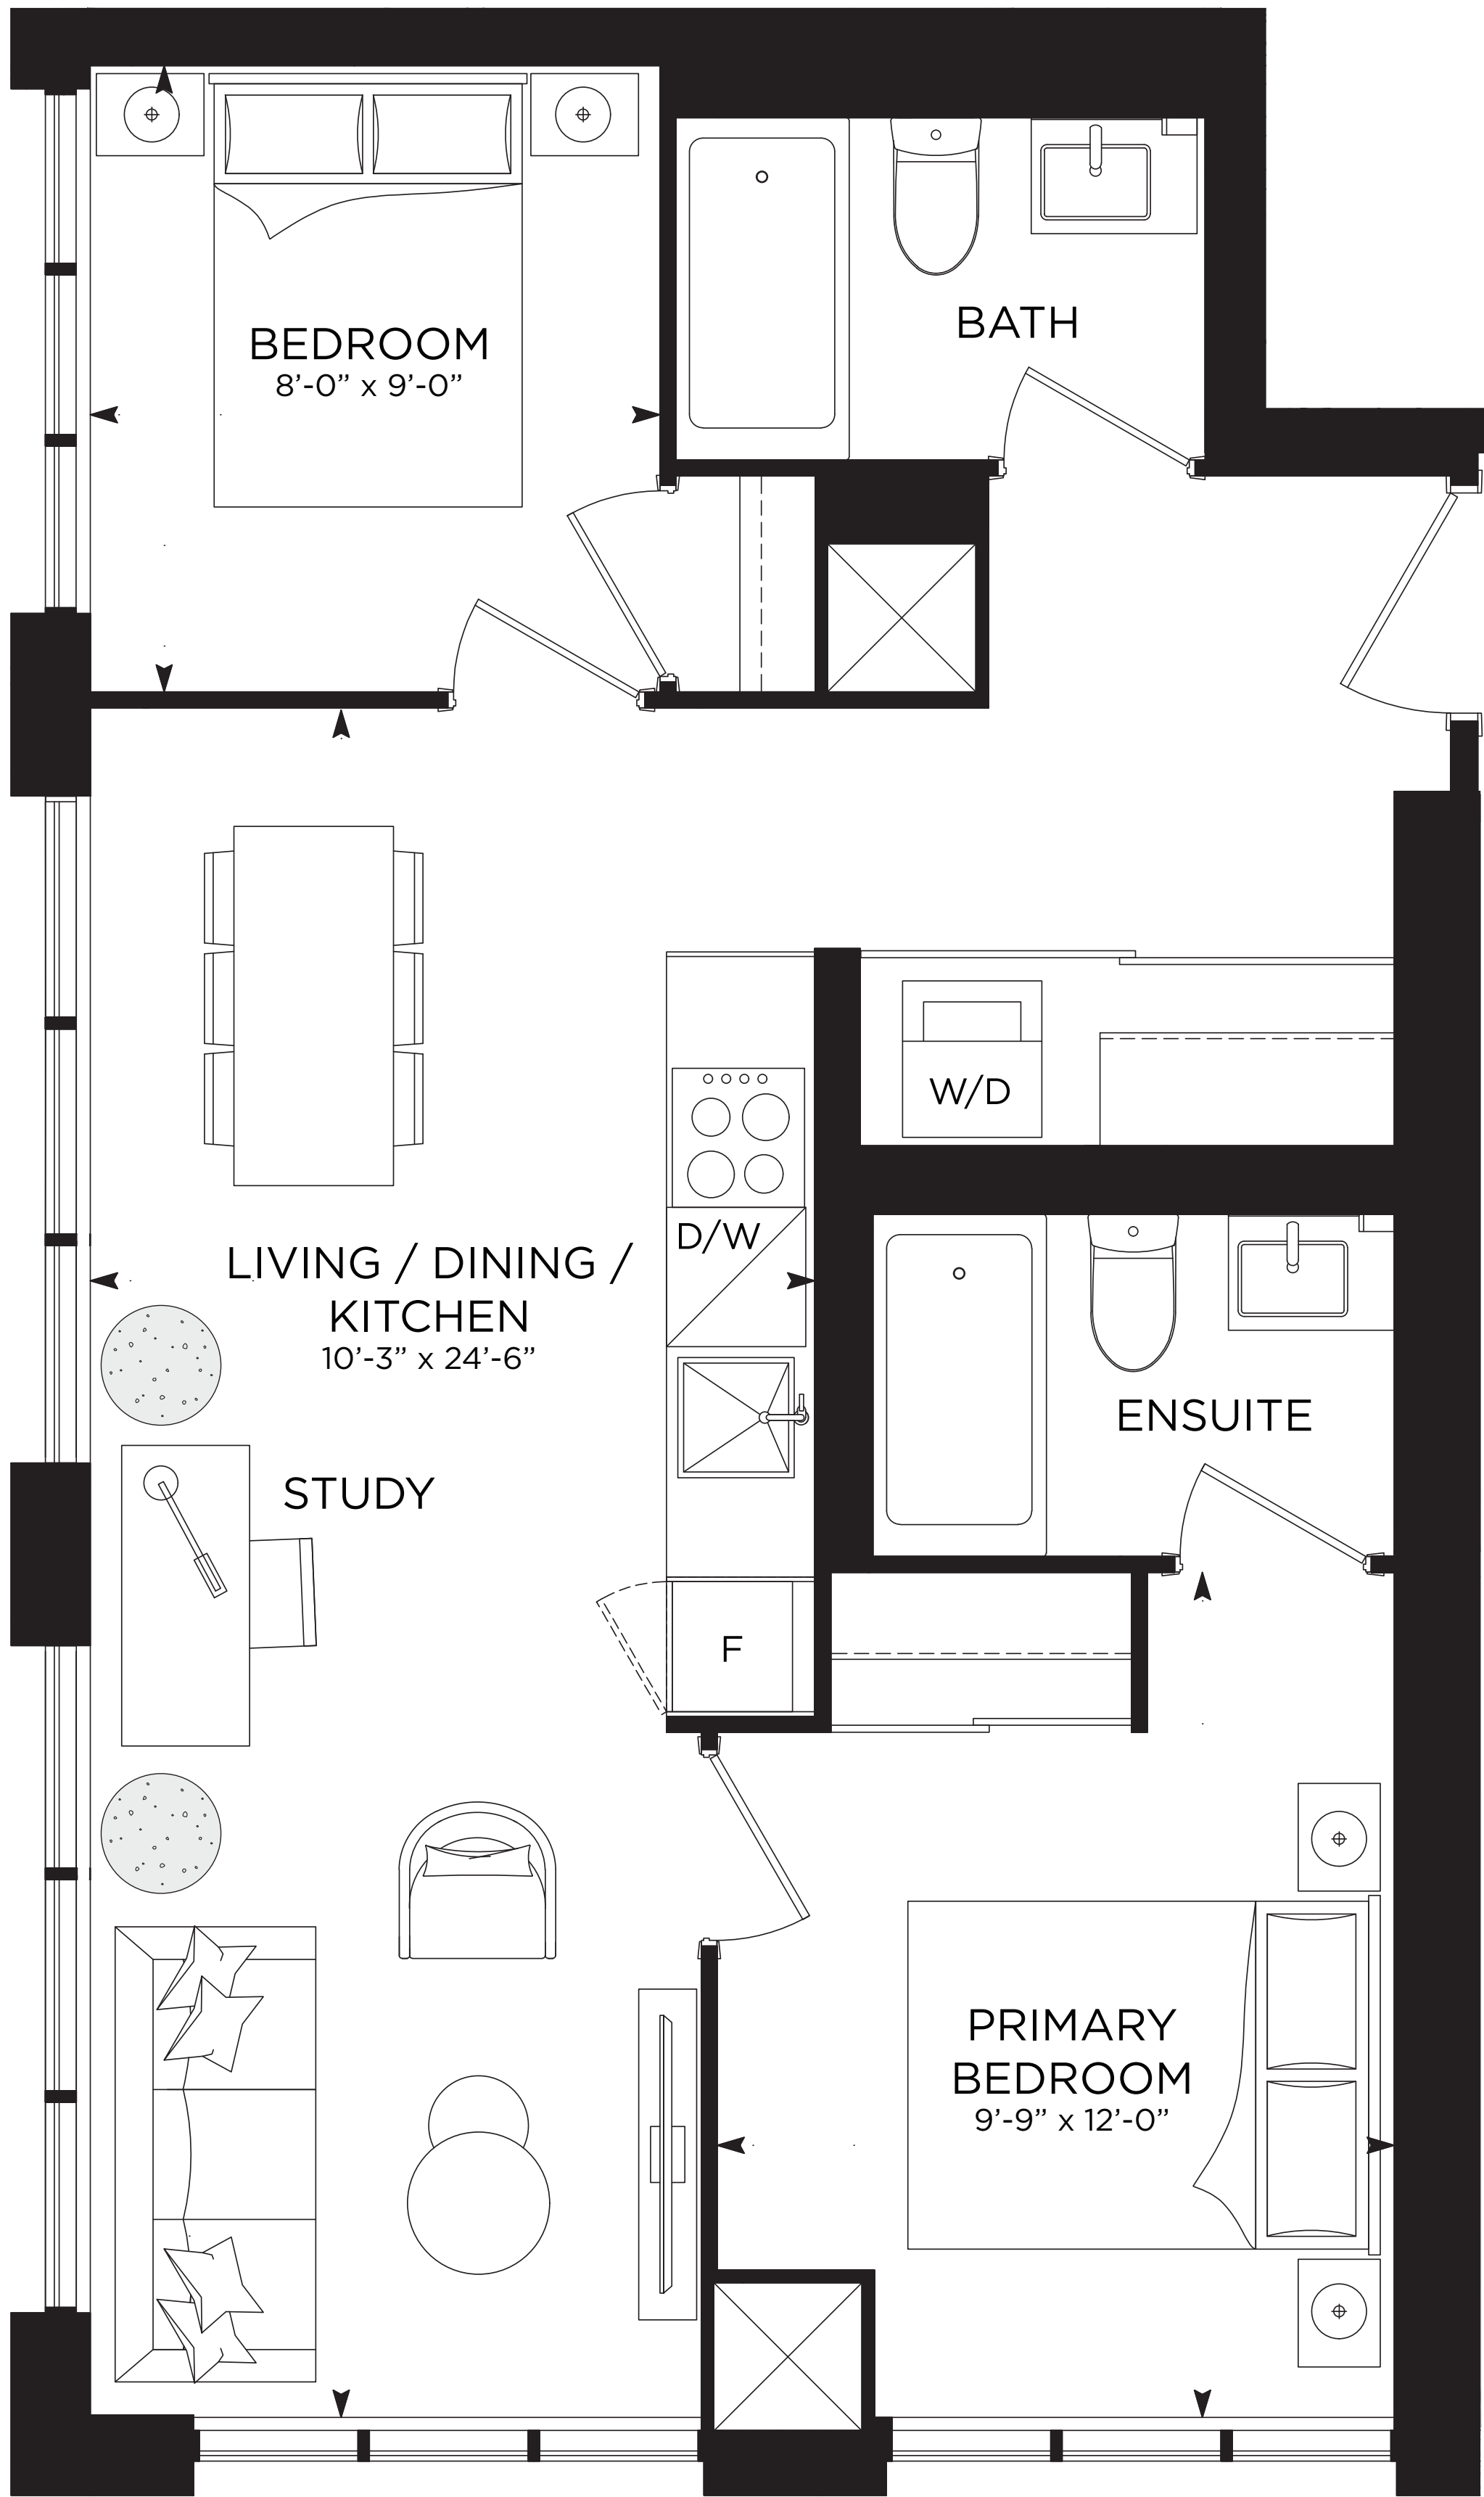 BATH
BEDROOM
8’-0” x 9’-0”
W/D
D/W
LIVING / DINING /
KITCHEN
10’-3” x 24’-6”
ENSUITE
STUDY
F
PRIMARY
BEDROOM
9’-9” x 12’-0”